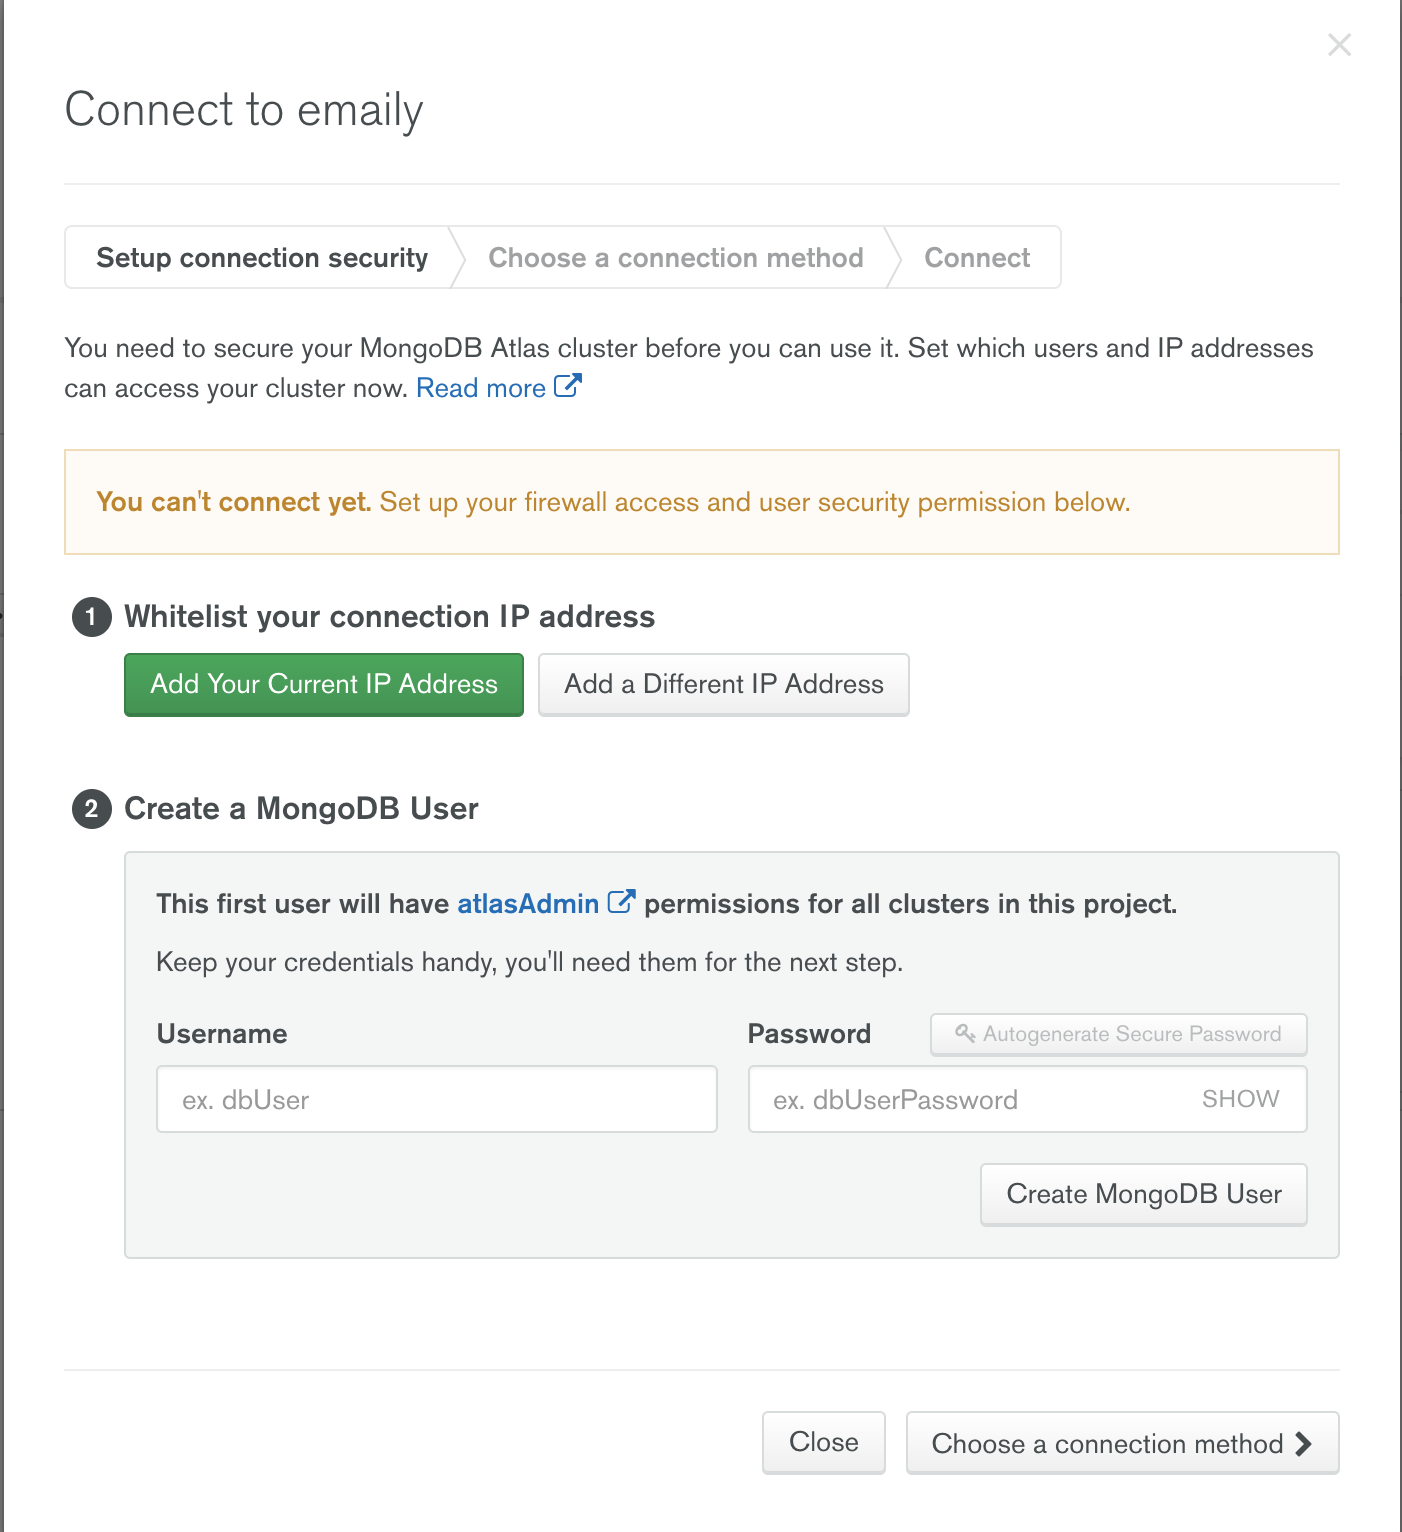 Connect to emaily
Setup connection security
Choose a connection method
Connect
You need to secure your MongoDB Atlas cluster before you can use it. Set which users and IP addresses
can access your cluster now. Read more
You can't connect yet. Set up your firewall access and user security permission below.
1 Whitelist your connection IP address
Add Your Current IP Address
Add a Different IP Address
2 Create a MongoDB User
This first user will have atlasAdmin permissions for all clusters in this project.
Keep your credentials handy, you'll need them for the next step.
Username
Password
Autogenerate Secure Password
ex. dbUser
ex. dbUserPassword
SHOW
Create MongoDB User
Close
Choose a connection method